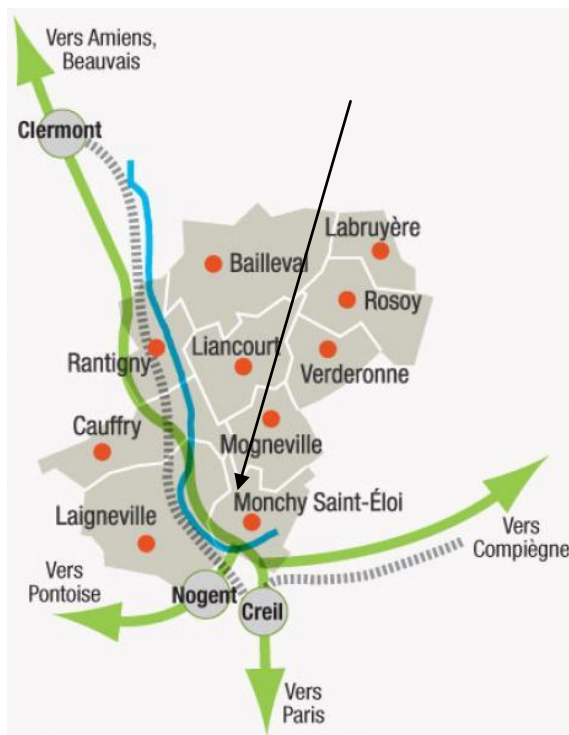 Vers Amiens,
Beauvais
Clermont
Labruyère
Bailleval
Rosoy
Liancourt
Rantigny
Verderonne
Cauffry
Mogneville
Monchy Saint-Éloi
Laigneville
Vers
Compiègne
Vers
Pontoise
Nogent
Creil
Vers
Paris